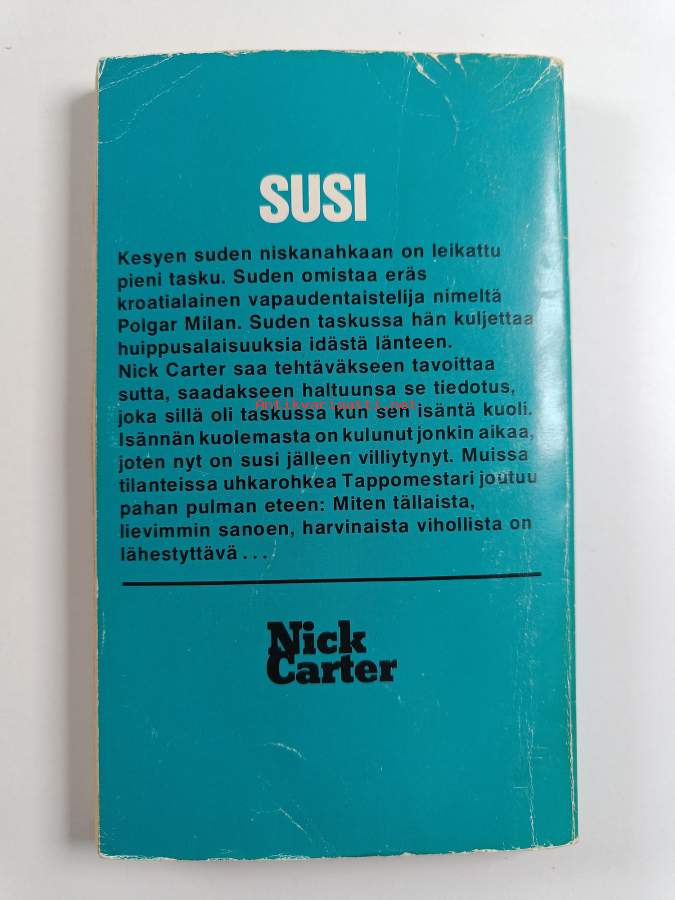 SUSI
Kesyen suden niskanahkaan on leikattu
pieni tasku. Suden omistaa eräs
kroatialainen vapaudentaistelija nimeltä
Polgar Milan. Suden taskussa hän kuljettaa
huippusalaisuuksia idästä länteen.
Nick Carter saa tehtäväkseen tavoittaa
sutta, saadakseen haltuunsa se tiedotus,
Antikvariaatti.net
joka sillä oli taskussa kun sen isäntä kuoli.
Isännän kuolemasta on kulunut jonkin aikaa,
joten nyt on susi jälleen villiytynyt. Muissa
tilanteissa uhkarohkea Tappomestari joutuu
pahan pulman eteen: Miten tällaista,
lievimmin sanoen, harvinaista vihollista on
lähestyttävä...
Nick
Carter